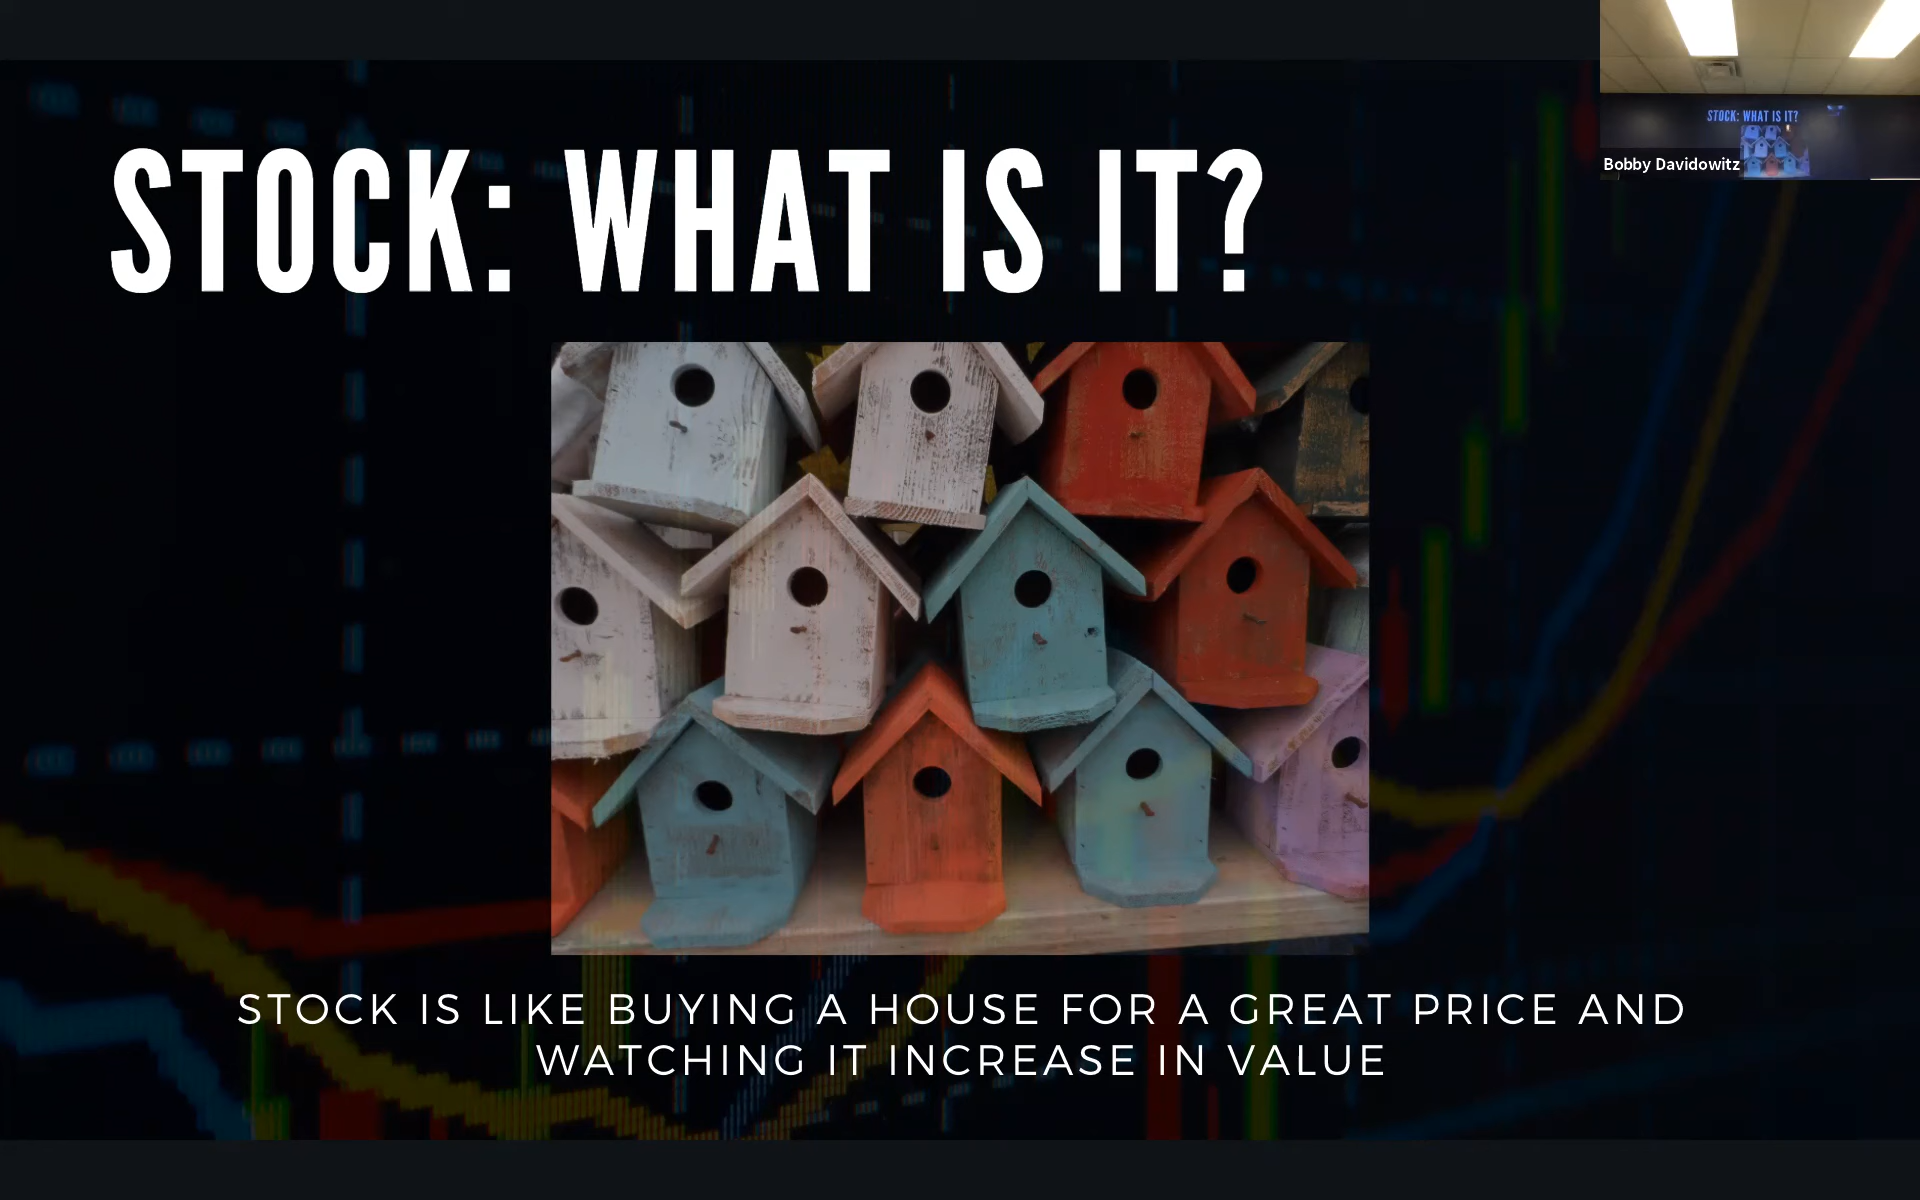 STOCK: WHAT IS IT?
STOCK: WHAT IS IT?
Bobby Davidowitz
STOCK IS LIKE BUYING A HOUSE FOR A GREAT PRICE AND
WATCHING IT INCREASE IN VALUE